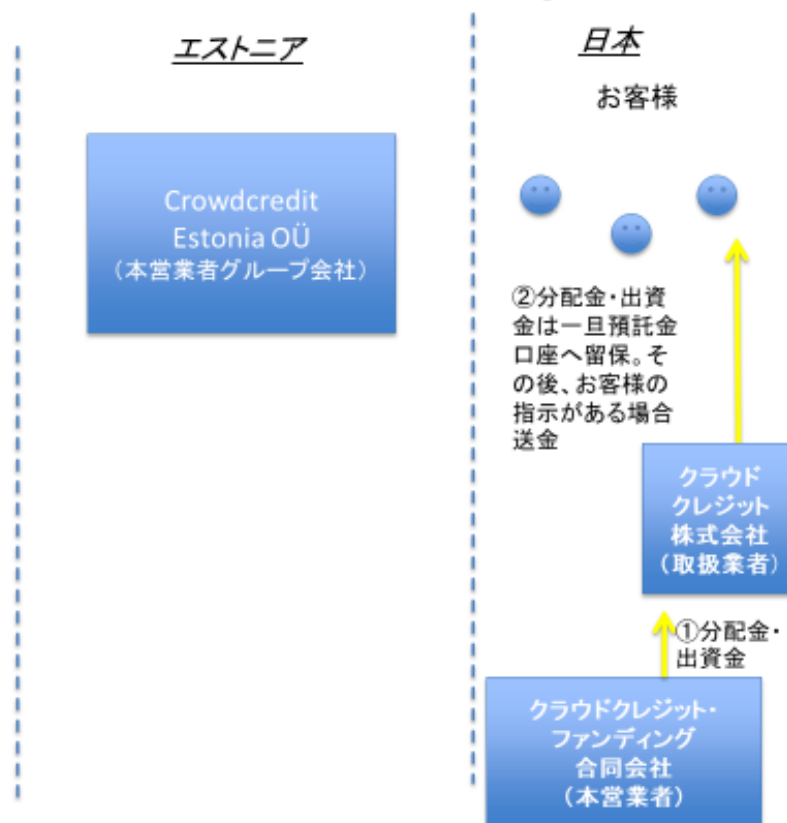 エストニア
Crowdcredit
Estonia OÜ
（本営業者グループ会社）
日本
お客様
②分配金・出資
金は一旦預託金
口座へ留保。そ
の後、お客様の
指示がある場合
送金
クラウド
クレジット
株式会社
（取扱業者）
①分配金・
出資金
クラウドクレジット・
ファンディング
合同会社
（本営業者）